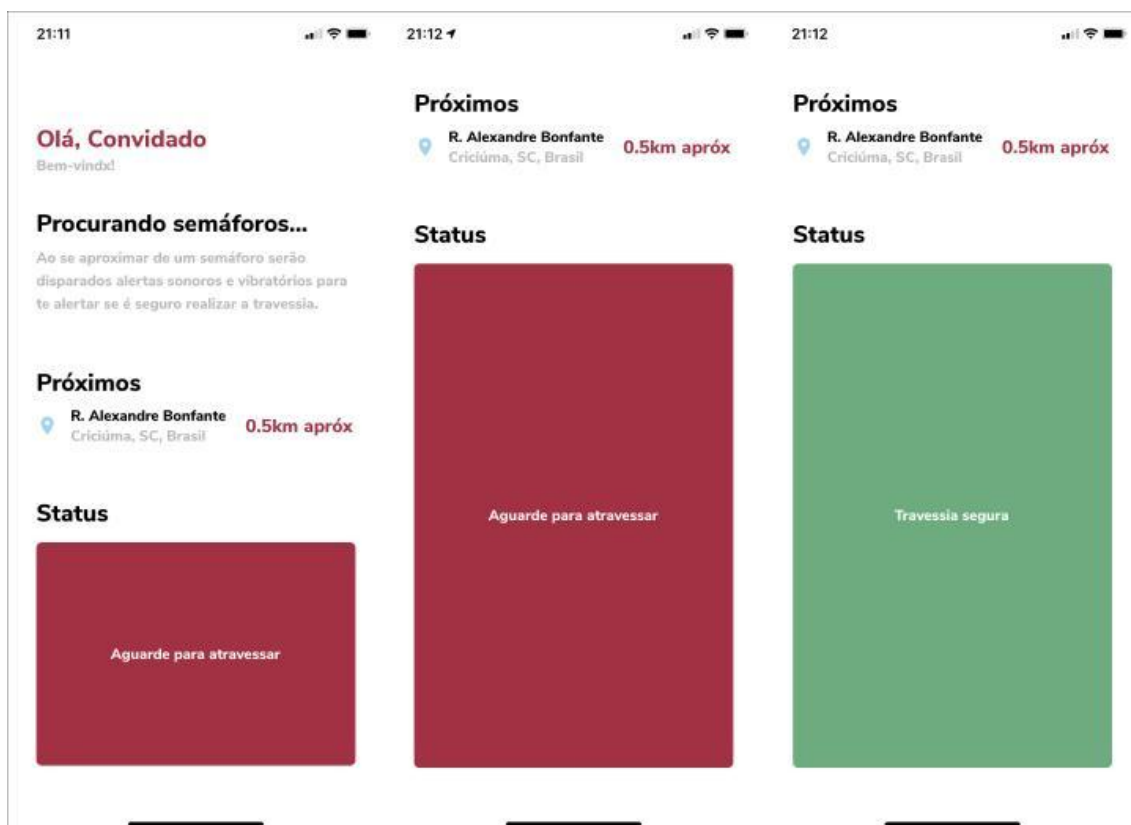 21:11
Olá, Convidado
Bem-vindx!
Procurando semáforos...
Ao se aproximar de um semáforo serão
disparados alertas sonoros e vibratórios para
te alertar se é seguro realizar a travessia.
Próximos
R. Alexandre Bonfante
Criciúma, SC, Brasil
0.5km apróx
Status
Aguarde para atravessar
21:12
Próximos
R. Alexandre Bonfante
Criciúma, SC, Brasil
0.5km apróx
Status
Aguarde para atravessar
21:12
Próximos
R. Alexandre Bonfante
Criciúma, SC, Brasil
0.5km apróx
Status
Travessia segura